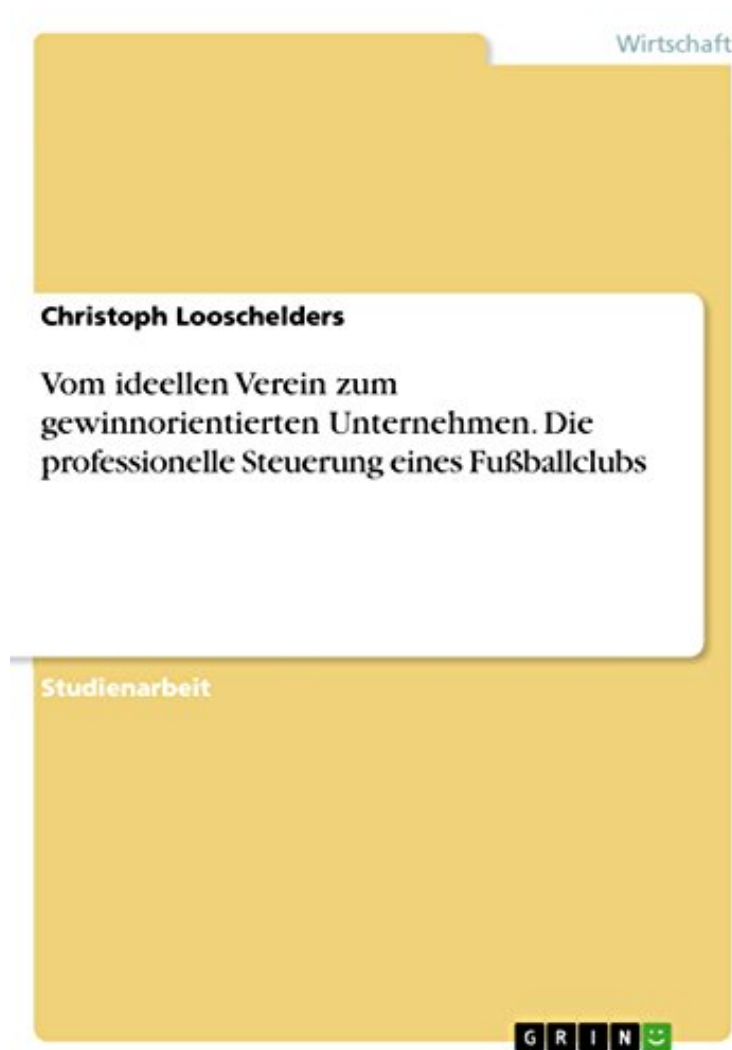 Wirtschaft
Christoph Looschelders
Vom ideellen Verein zum
gewinnorientierten Unternehmen. Die
professionelle Steuerung eines Fußballclubs
Studienarbeit
GRIN